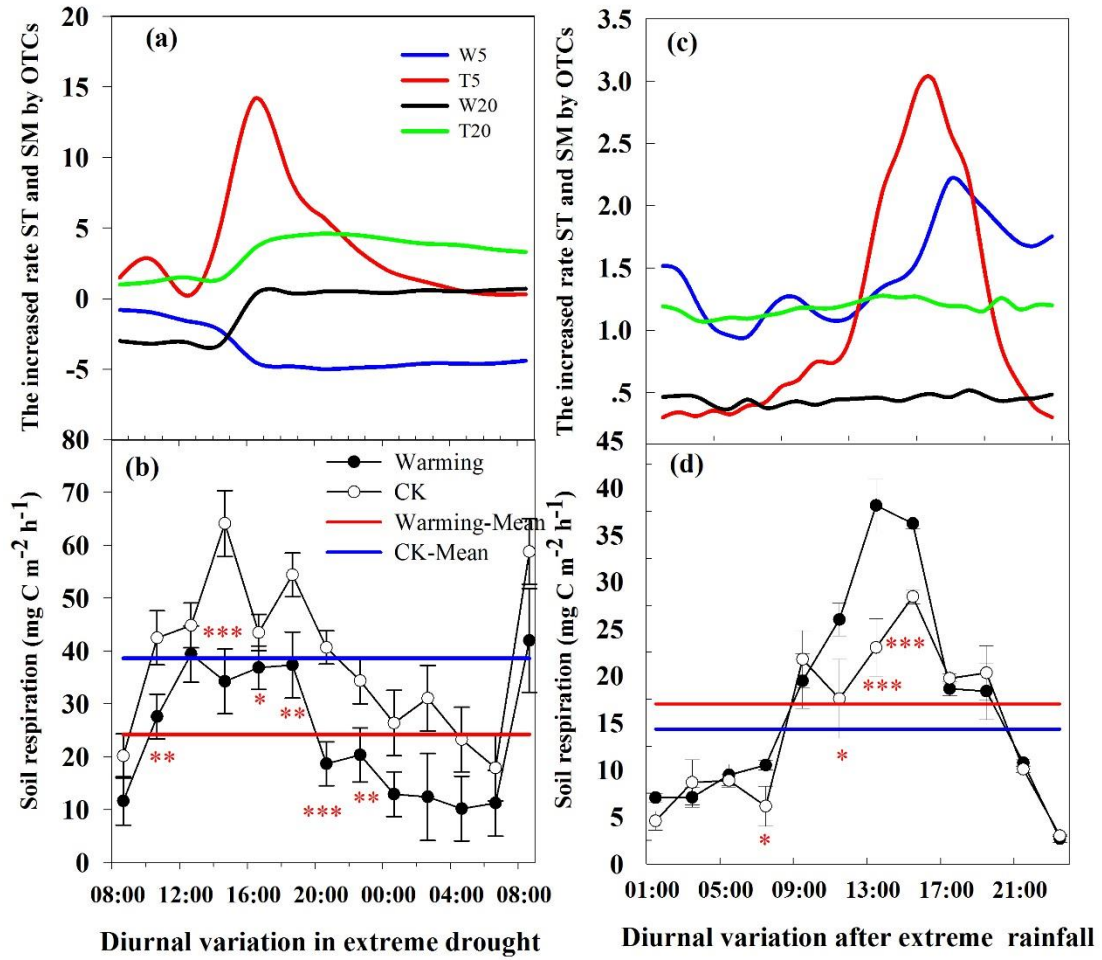 The increased rate ST and SM by OTCs
20
15
10
5
0
-5
(a)
W5
T5
W20
T20
The increased rate ST and SM by OTCs
3.5
3.0
2.5
2.0
1.5
1.0
.5
(c)
Soil respiration (mg C m-2 h-1)
80
70
60
50
40
30
20
10
0
(b)
Warming
CK
Warming-Mean
CK-Mean
**
***
*
**
***
**
08:00 12:00 16:00 20:00 00:00 04:00 08:00
Diurnal variation in extreme drought
Soil respiration (mg C m-2 h-1)
45
40
35
30
25
20
15
10
5
0
(d)
*
*
***
***
01:00 05:00 09:00 13:00 17:00 21:00
Diurnal variation after extreme rainfall